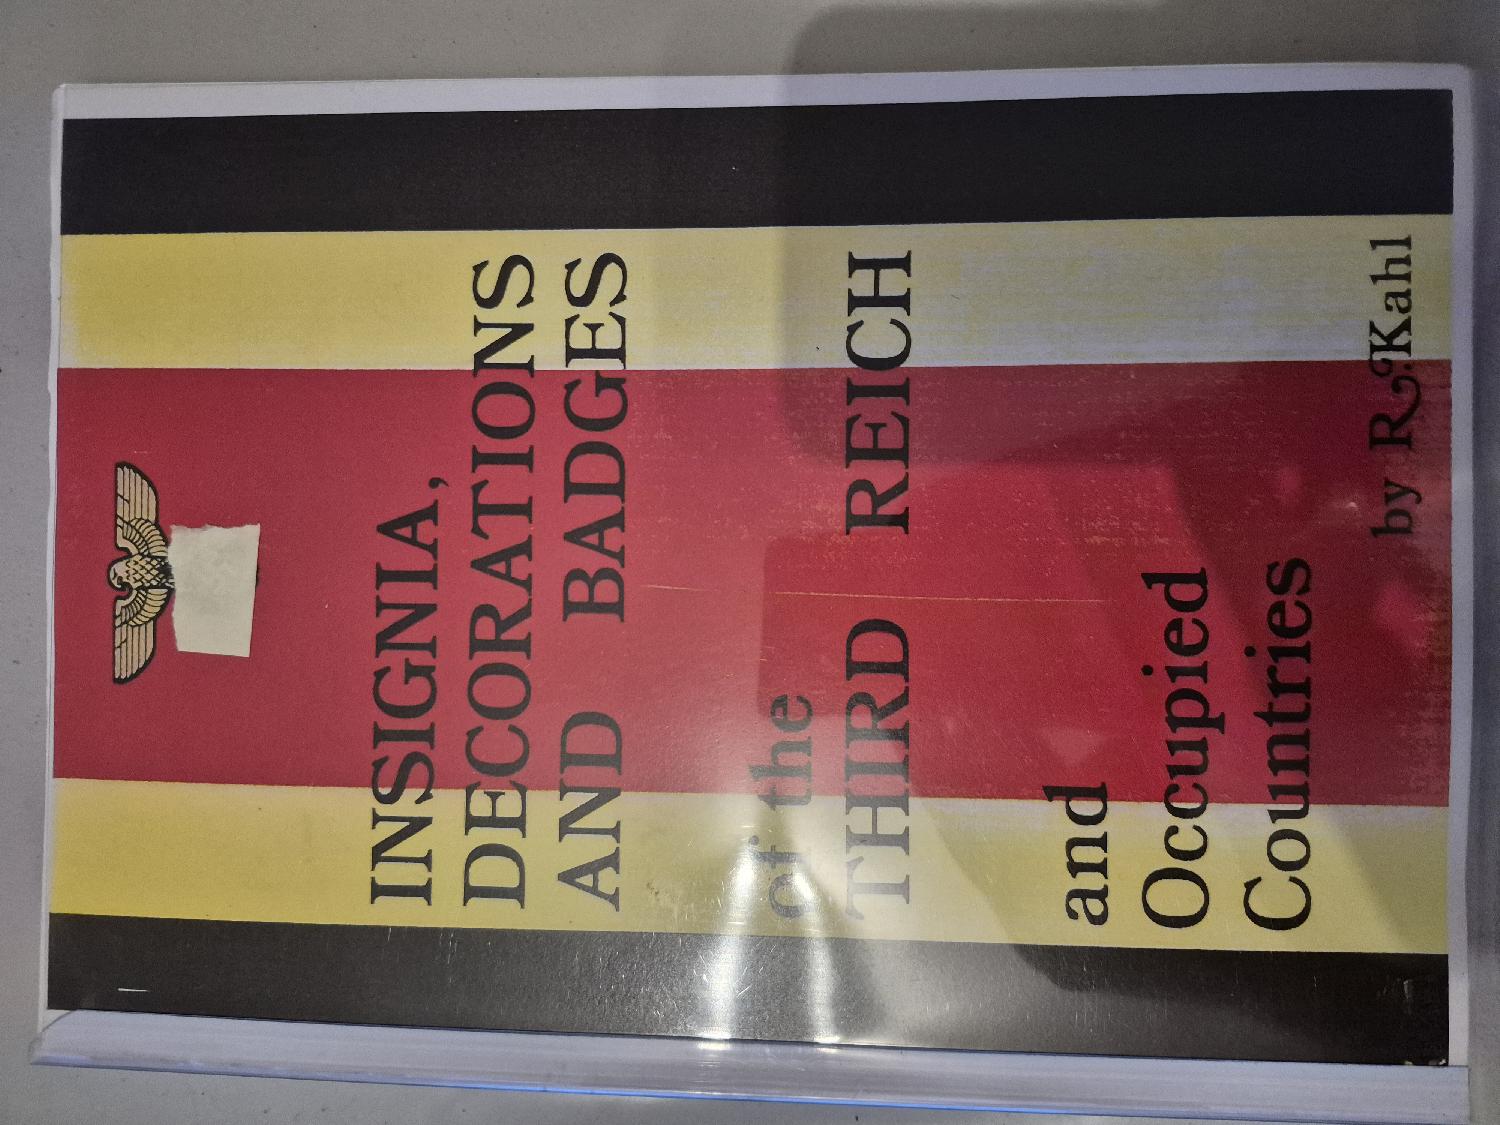 INSIGNIA,
DECORATIONS
AND BADGES
of the
THIRD REICH
and
Occupied
Countries
by R. Kahl